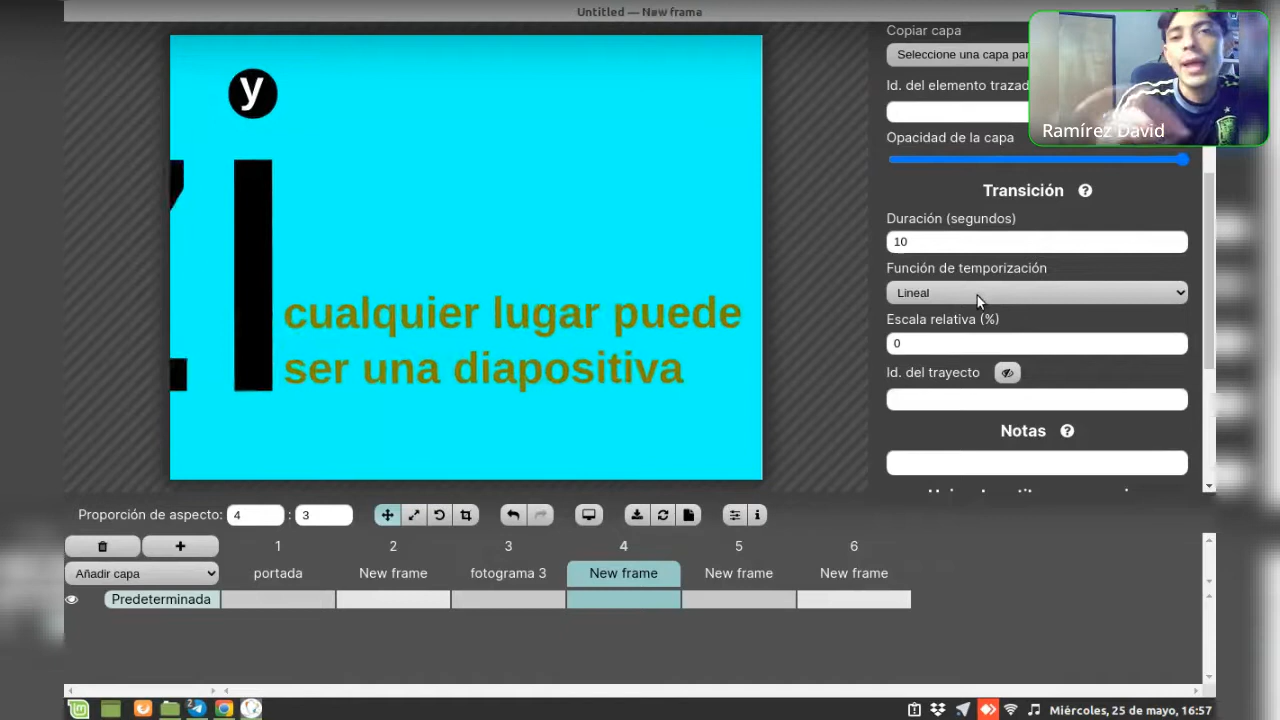 Untitled — New frame
y
cualquier lugar puede
ser una diapositiva
Copiar capa
Seleccione una capa par
Id. del elemento trazad
Opacidad de la capa
Ramírez David
Transición
Duración (segundos)
10
Función de temporización
Lineal
Escala relativa (%)
0
Id. del trayecto
Notas
Proporción de aspecto: 4 : 3
1 2 3 4 5 6
Añadir capa
portada New frame fotograma 3 New frame New frame New frame
Predeterminada
2
Miércoles, 25 de mayo, 16:57